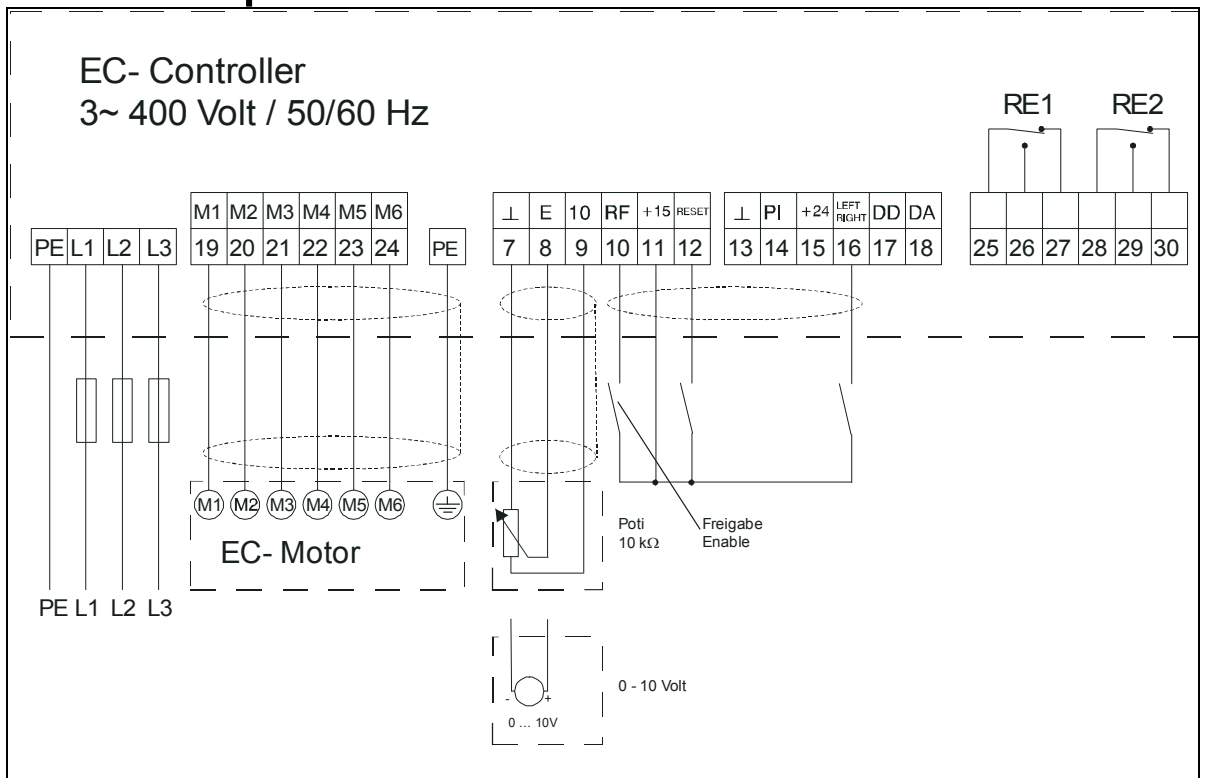 EC- Controller
3~ 400 Volt / 50/60 Hz
RE1 RE2
M1 M2 M3 M4 M5 M6
⊥ E 10 RF +15 RESET
⊥ PI +24 LEFT RIGHT DD DA
PE L1 L2 L3
19 20 21 22 23 24
PE
7 8 9 10 11 12
13 14 15 16 17 18
25 26 27 28 29 30
M1 M2 M3 M4 M5 M6
EC- Motor
Poti
10 kΩ
Freigabe
Enable
PE L1 L2 L3
- +
0 ... 10V
0 - 10 Volt